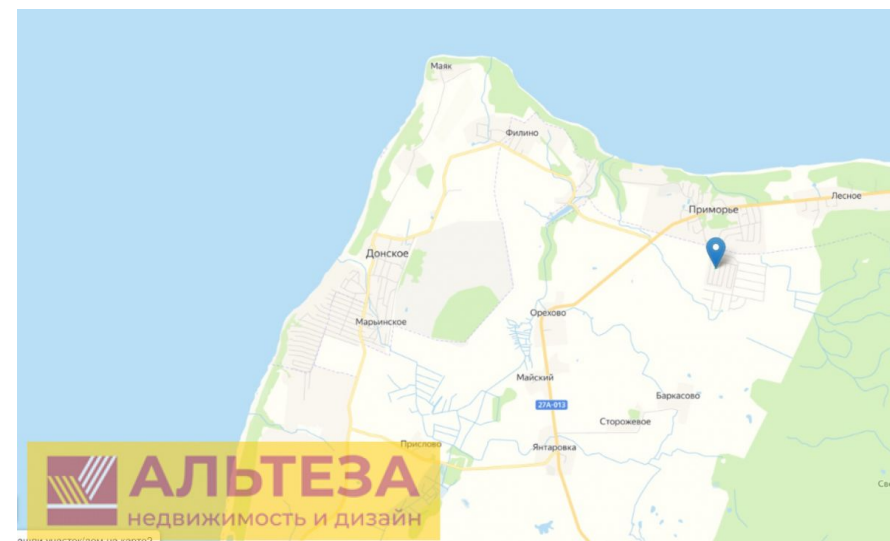 Маяк
Филино
Лесное
Приморье
Донское
Орехово
Марьинское
Майский
Баркасово
27А-013
Сторожевое
Прислово
Янтаровка
АЛЬТЕЗА
недвижимость и дизайн